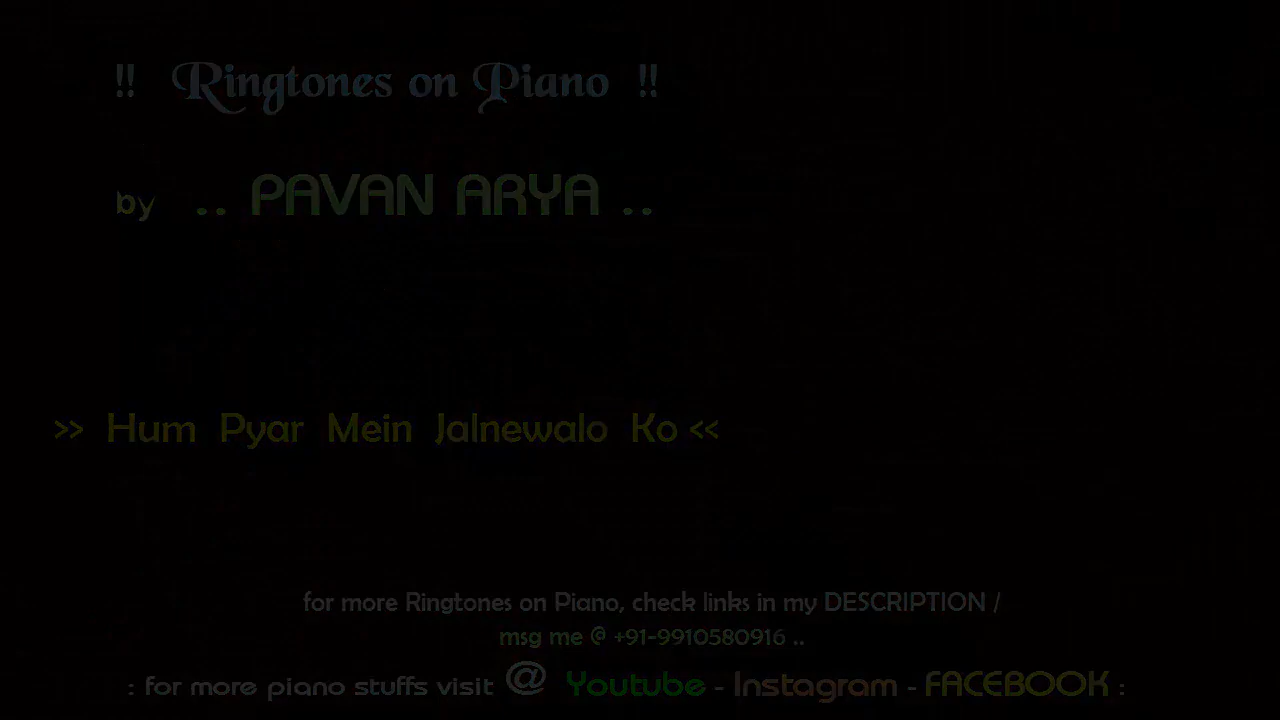 !! Ringtones on Piano !!
by .. PAVAN ARYA ..
>> Hum Pyar Mein Jalnewalo Ko <<
for more Ringtones on Piano, check links in my DESCRIPTION /
msg me @ +91-9910580916 ..
: for more piano stuffs visit @ Youtube - Instagram - FACEBOOK :